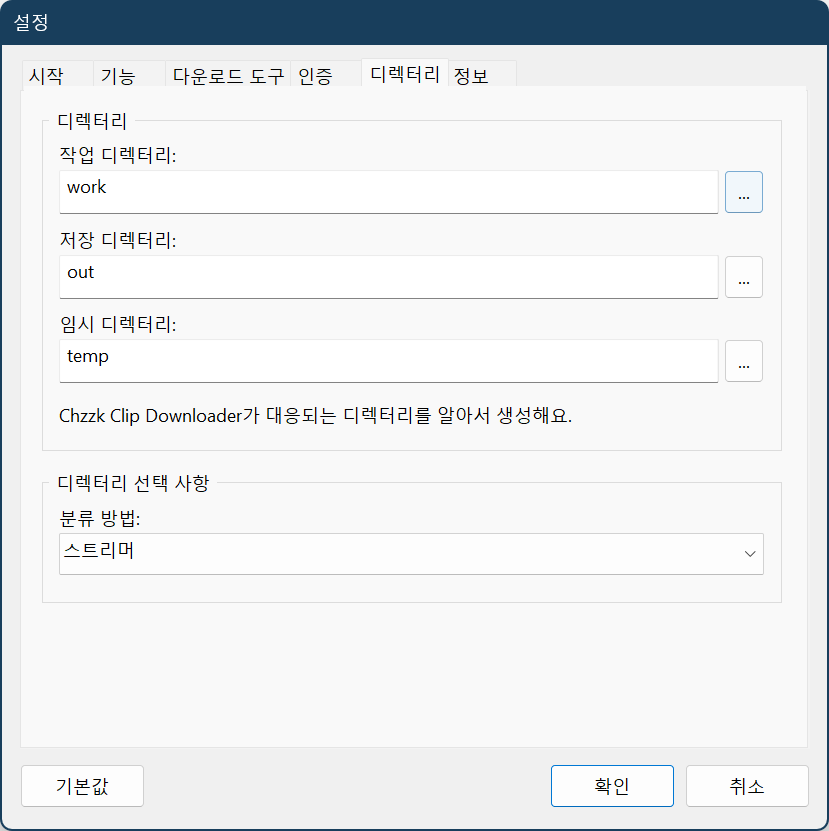 설정
시작 기능 다운로드 도구 인증 디렉터리 정보
디렉터리
작업 디렉터리:
work
...
저장 디렉터리:
out
...
임시 디렉터리:
temp
...
Chzzk Clip Downloader가 대응되는 디렉터리를 알아서 생성해요.
디렉터리 선택 사항
분류 방법:
스트리머
기본값 확인 취소